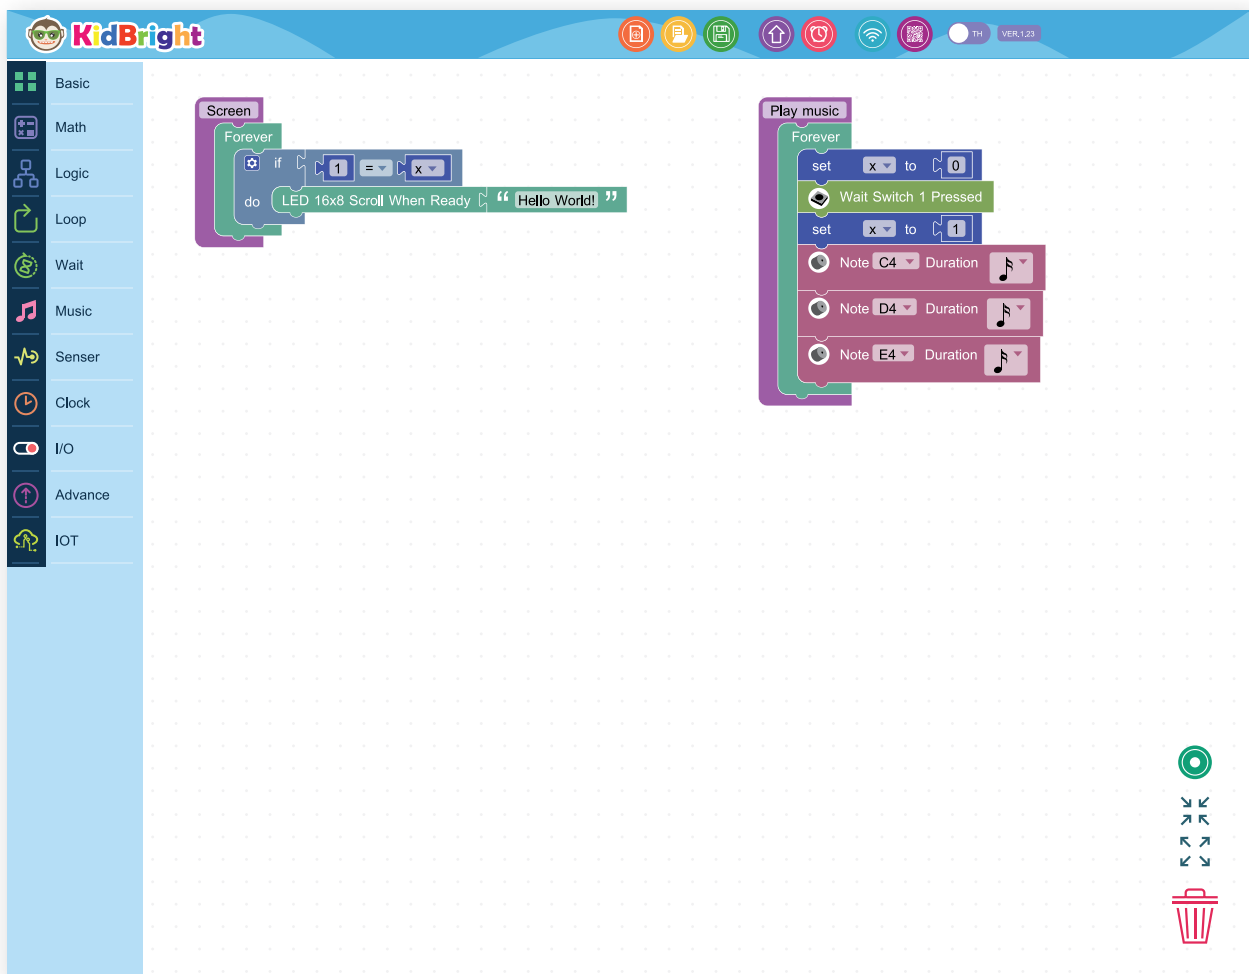 KidBright
TH
VER.1.23
Basic
Math
Logic
Loop
Wait
Music
Senser
Clock
I/O
Advance
IOT
Screen
Forever
if 1 = x
do LED 16x8 Scroll When Ready “ Hello World! ”
Play music
Forever
set x to 0
Wait Switch 1 Pressed
set x to 1
Note C4 Duration
Note D4 Duration
Note E4 Duration